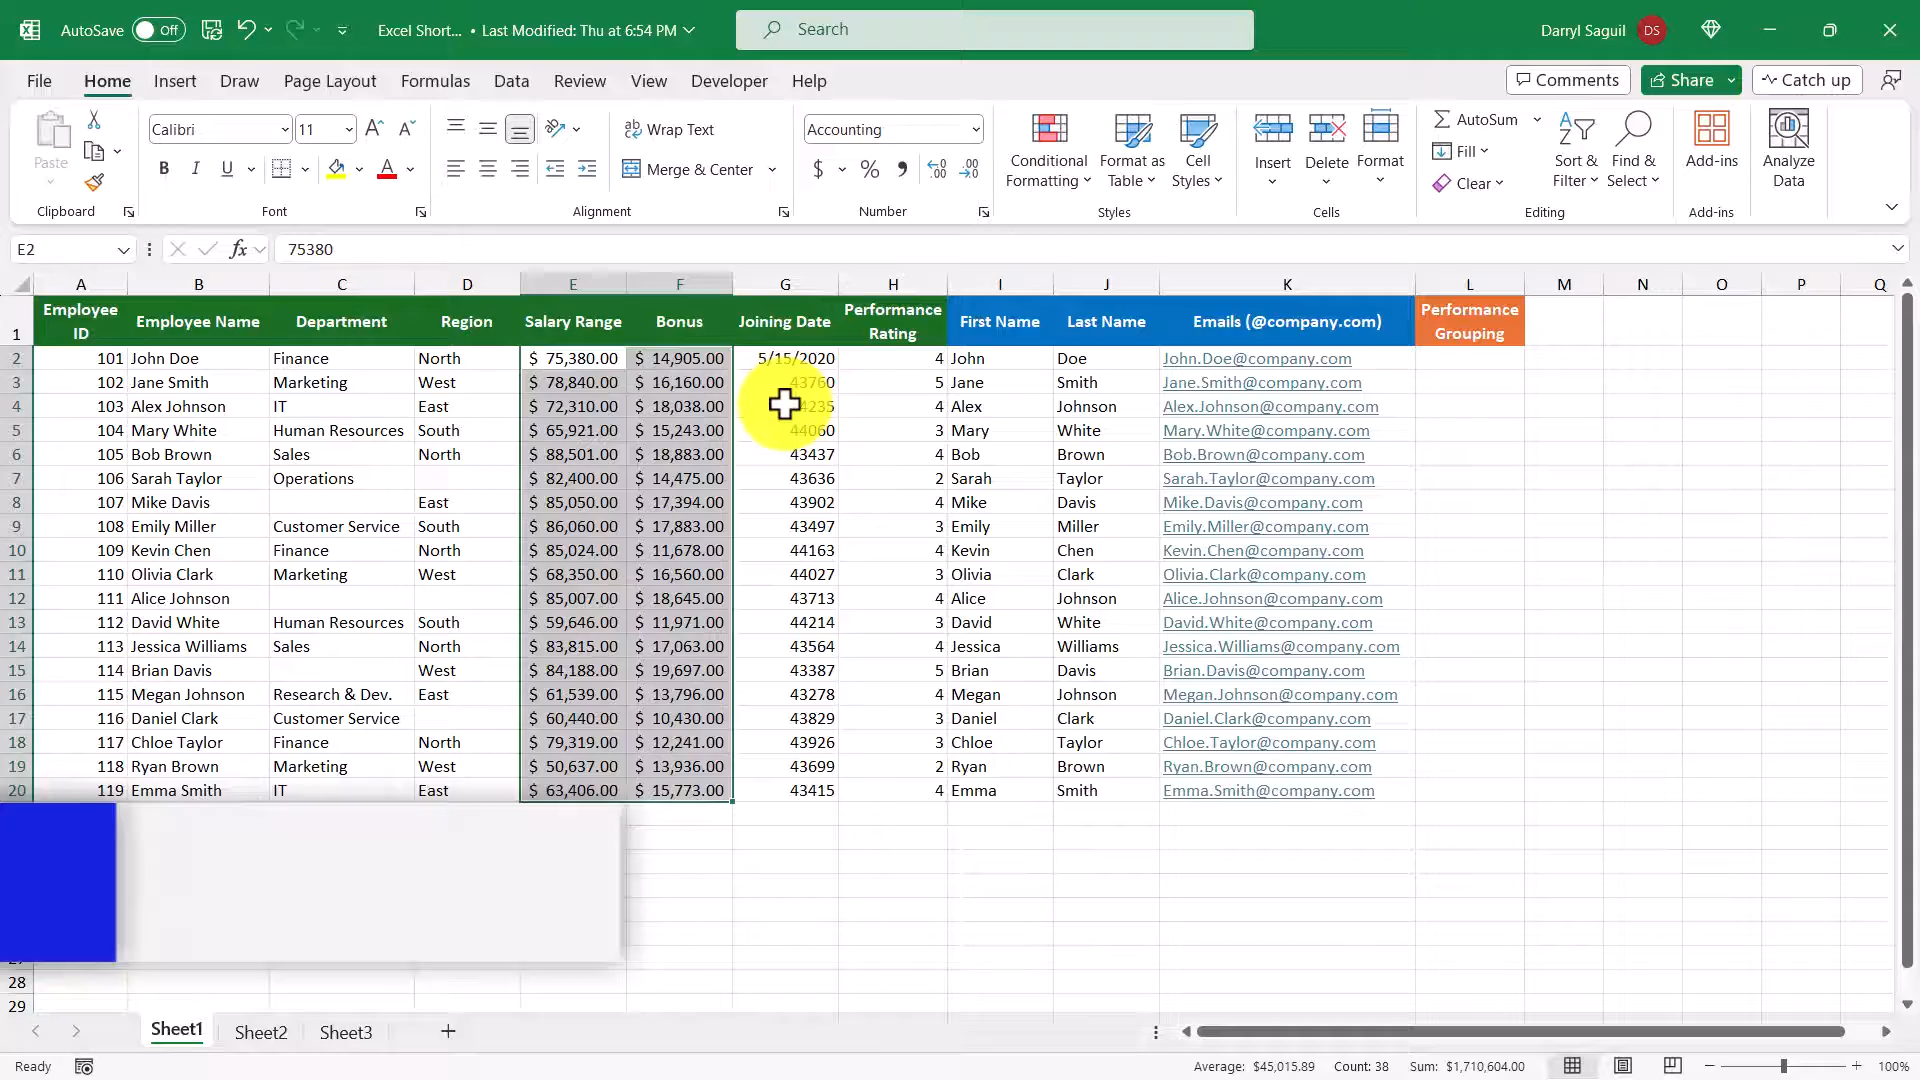 AutoSave Off Excel Short... • Last Modified: Thu at 6:54 PM Search Darryl Saguil DS
File Home Insert Draw Page Layout Formulas Data Review View Developer Help Comments Share Catch up
Paste Calibri 11 Wrap Text Accounting Conditional Formatting Format as Table Cell Styles Insert Delete Format AutoSum Fill Clear Sort & Filter Find & Select Add-ins Analyze Data
B I U Merge & Center $ % 9
Clipboard Font Alignment Number Styles Cells Editing Add-ins
E2 fx 75380
A B C D E F G H I J K L M N O P Q
1 Employee ID Employee Name Department Region Salary Range Bonus Joining Date Performance Rating First Name Last Name Emails (@company.com) Performance Grouping
2 101 John Doe Finance North $ 75,380.00 $ 14,905.00 5/15/2020 4 John Doe John.Doe@company.com
3 102 Jane Smith Marketing West $ 78,840.00 $ 16,160.00 43760 5 Jane Smith Jane.Smith@company.com
4 103 Alex Johnson IT East $ 72,310.00 $ 18,038.00 4235 4 Alex Johnson Alex.Johnson@company.com
5 104 Mary White Human Resources South $ 65,921.00 $ 15,243.00 44060 3 Mary White Mary.White@company.com
6 105 Bob Brown Sales North $ 88,501.00 $ 18,883.00 43437 4 Bob Brown Bob.Brown@company.com
7 106 Sarah Taylor Operations $ 82,400.00 $ 14,475.00 43636 2 Sarah Taylor Sarah.Taylor@company.com
8 107 Mike Davis East $ 85,050.00 $ 17,394.00 43902 4 Mike Davis Mike.Davis@company.com
9 108 Emily Miller Customer Service South $ 86,060.00 $ 17,883.00 43497 3 Emily Miller Emily.Miller@company.com
10 109 Kevin Chen Finance North $ 85,024.00 $ 11,678.00 44163 4 Kevin Chen Kevin.Chen@company.com
11 110 Olivia Clark Marketing West $ 68,350.00 $ 16,560.00 44027 3 Olivia Clark Olivia.Clark@company.com
12 111 Alice Johnson $ 85,007.00 $ 18,645.00 43713 4 Alice Johnson Alice.Johnson@company.com
13 112 David White Human Resources South $ 59,646.00 $ 11,971.00 44214 3 David White David.White@company.com
14 113 Jessica Williams Sales North $ 83,815.00 $ 17,063.00 43564 4 Jessica Williams Jessica.Williams@company.com
15 114 Brian Davis West $ 84,188.00 $ 19,697.00 43387 5 Brian Davis Brian.Davis@company.com
16 115 Megan Johnson Research & Dev. East $ 61,539.00 $ 13,796.00 43278 4 Megan Johnson Megan.Johnson@company.com
17 116 Daniel Clark Customer Service $ 60,440.00 $ 10,430.00 43829 3 Daniel Clark Daniel.Clark@company.com
18 117 Chloe Taylor Finance North $ 79,319.00 $ 12,241.00 43926 3 Chloe Taylor Chloe.Taylor@company.com
19 118 Ryan Brown Marketing West $ 50,637.00 $ 13,936.00 43699 2 Ryan Brown Ryan.Brown@company.com
20 119 Emma Smith IT East $ 63,406.00 $ 15,773.00 43415 4 Emma Smith Emma.Smith@company.com
28
29
Sheet1 Sheet2 Sheet3
Ready Average: $45,015.89 Count: 38 Sum: $1,710,604.00 100%